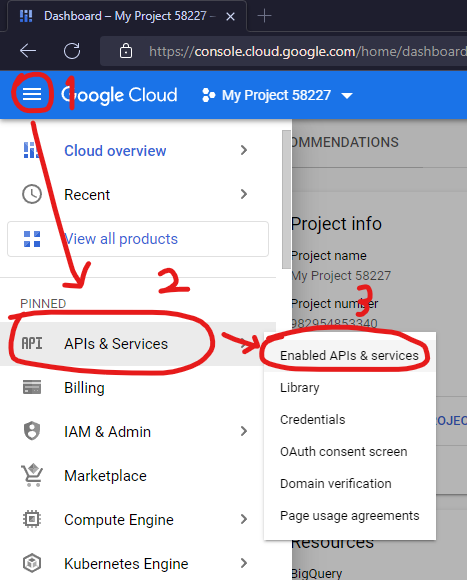 Dashboard – My Project 58227 –
https://console.cloud.google.com/home/dashboard
1
Google Cloud
My Project 58227
Cloud overview
OMMENDATIONS
Recent
View all products
Project info
Project name
My Project 58227
2
PINNED
Project number
3
982954853340
API APIs & Services
Enabled APIs & services
Billing
Library
IAM & Admin
Credentials
ROJEC
OAuth consent screen
Marketplace
Domain verification
Compute Engine
Page usage agreements
Resources
Kubernetes Engine
BigQuery